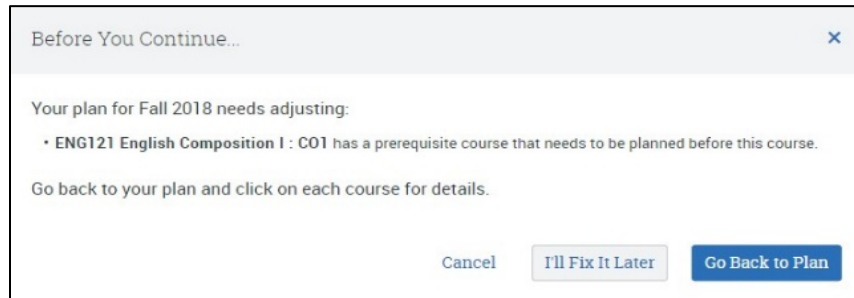 Before You Continue...
×
Your plan for Fall 2018 needs adjusting:
• ENG121 English Composition I : CO1 has a prerequisite course that needs to be planned before this course.
Go back to your plan and click on each course for details.
Cancel I'll Fix It Later Go Back to Plan